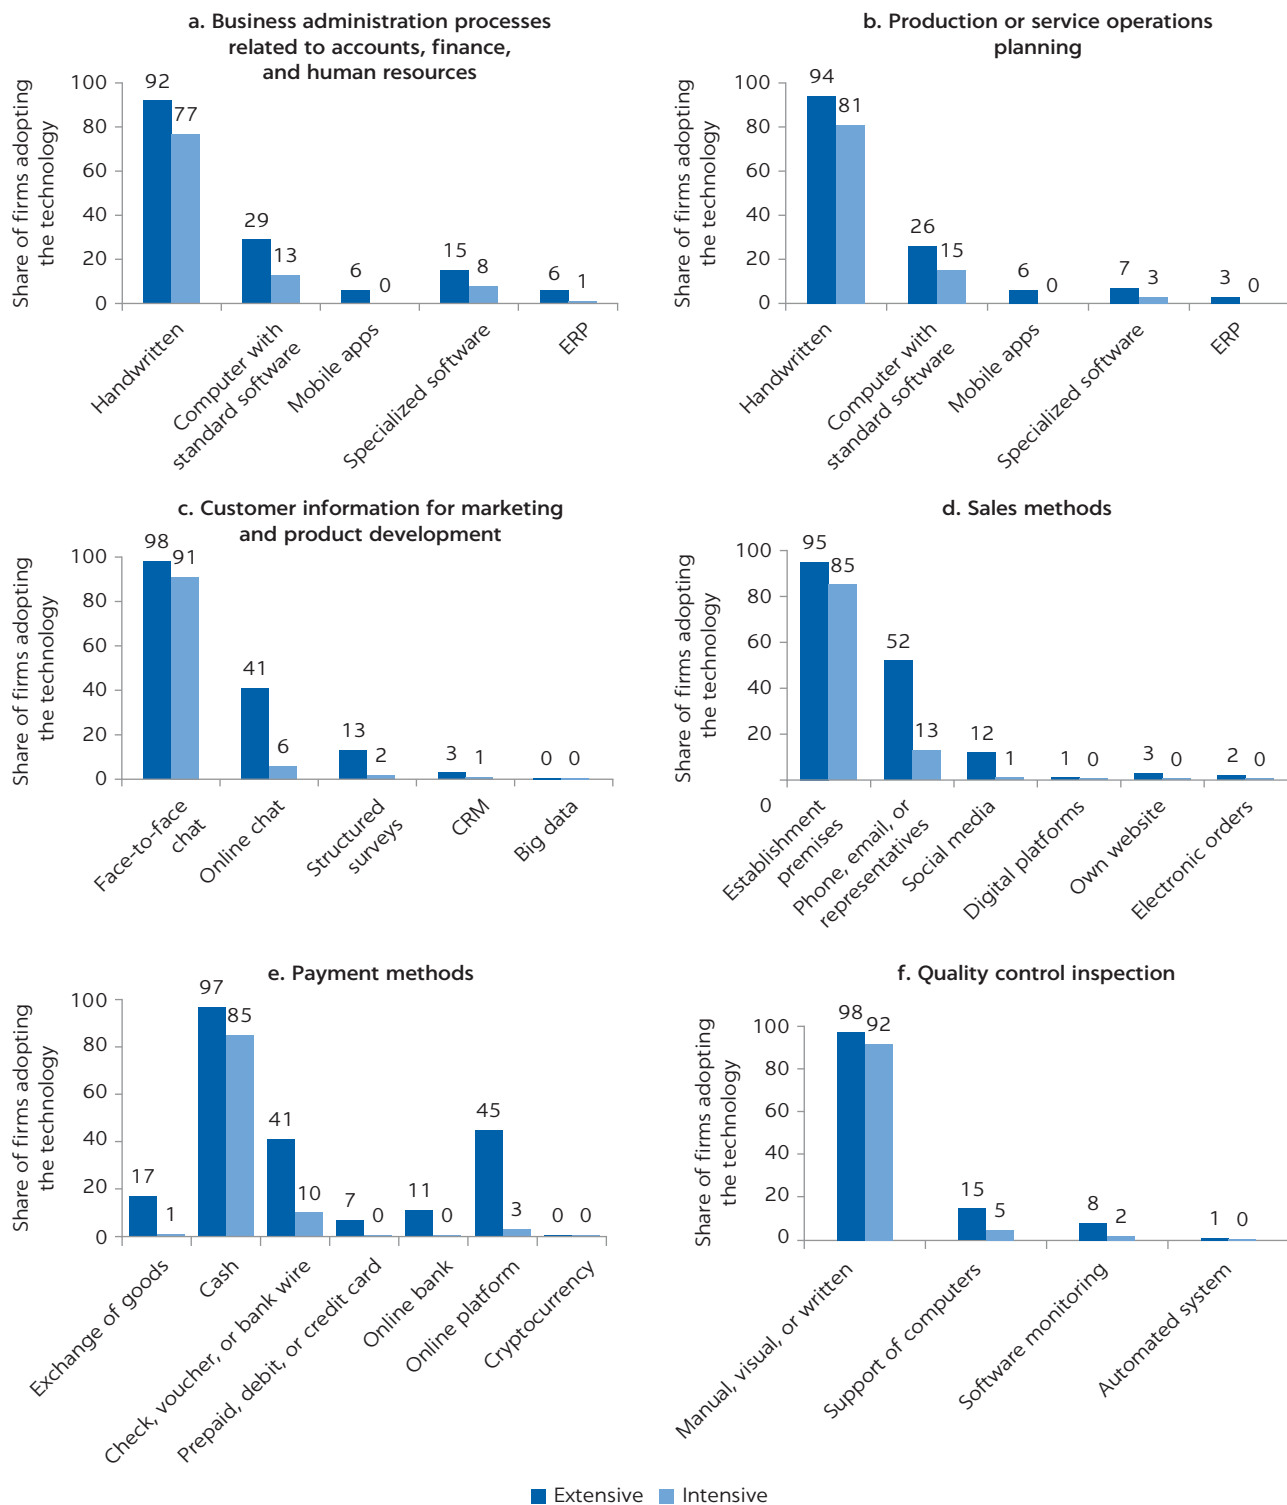 a. Business administration processes
related to accounts, finance,
and human resources
Share of firms adopting
the technology
100
80
60
40
20
0
92
77
29
13
6
0
15
8
6
1
Handwritten
Computer with
standard software
Mobile apps
Specialized software
ERP
b. Production or service operations
planning
Share of firms adopting
the technology
100
80
60
40
20
0
94
81
26
15
6
0
7
3
3
0
Handwritten
Computer with
standard software
Mobile apps
Specialized software
ERP
c. Customer information for marketing
and product development
Share of firms adopting
the technology
100
80
60
40
20
0
98
91
41
6
13
2
3
1
0
0
Face-to-face
chat
Online chat
Structured
surveys
CRM
Big data
d. Sales methods
Share of firms adopting
the technology
100
80
60
40
20
0
95
85
52
13
12
1
1
0
3
0
2
0
Establishment
premises
Phone, email, or
representatives
Social media
Digital platforms
Own website
Electronic orders
e. Payment methods
Share of firms adopting
the technology
100
80
60
40
20
0
17
1
97
85
41
10
7
0
11
0
45
3
0
0
Exchange of goods
Cash
Check, voucher, or bank wire
Prepaid, debit, or credit card
Online bank
Online platform
Cryptocurrency
f. Quality control inspection
Share of firms adopting
the technology
100
80
60
40
20
0
98
92
15
5
8
2
1
0
Manual, visual, or written
Support of computers
Software monitoring
Automated system
Extensive
Intensive